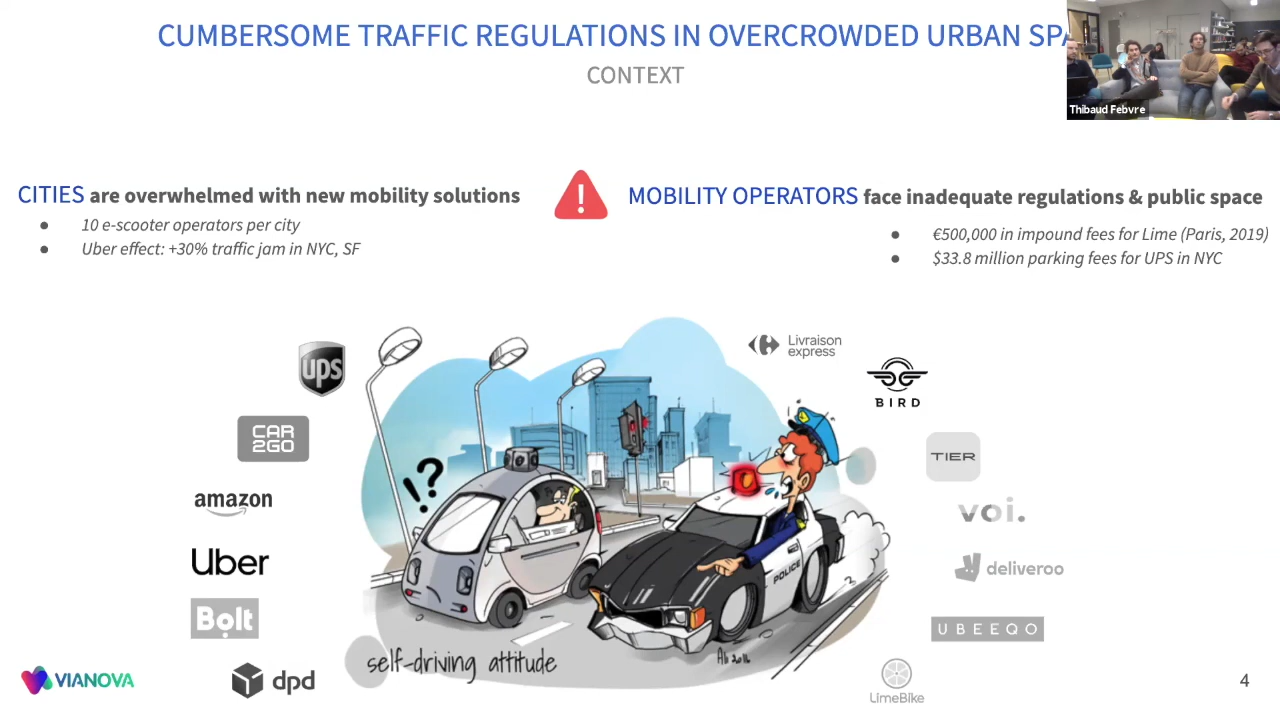 CUMBERSOME TRAFFIC REGULATIONS IN OVERCROWDED URBAN
CONTEXT
Thibaud Febvre
CITIES are overwhelmed with new mobility solutions
● 10 e-scooter operators per city
● Uber effect: +30% traffic jam in NYC, SF
!
MOBILITY OPERATORS face inadequate regulations & public space
● €500,000 in impound fees for Lime (Paris, 2019)
● $33.8 million parking fees for UPS in NYC
ups
CAR
2GO
amazon
Uber
Bolt
dpd
VIANOVA
!?
POLICE
self-driving attitude
Livraison
express
BIRD
TIER
voi.
deliveroo
UBEEQO
LimeBike
4